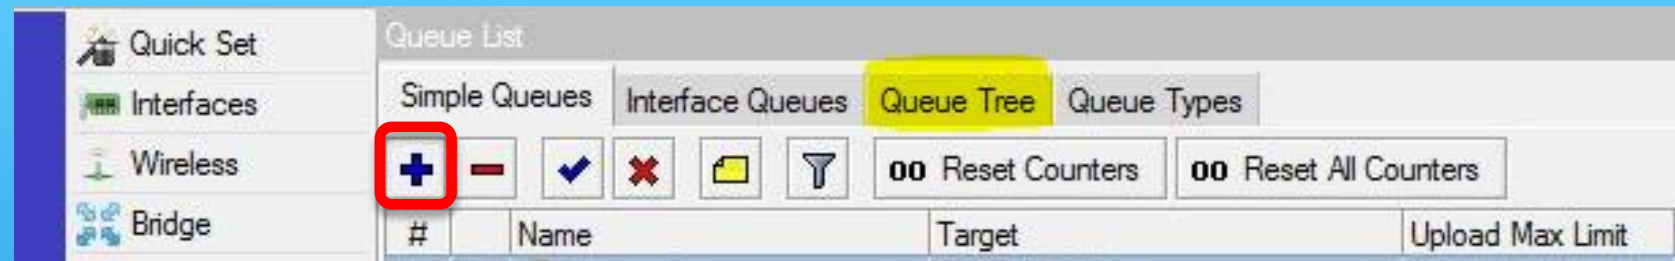 Quick Set
Interfaces
Wireless
Bridge
Queue List
Simple Queues Interface Queues Queue Tree Queue Types
00 Reset Counters 00 Reset All Counters
# Name Target Upload Max Limit